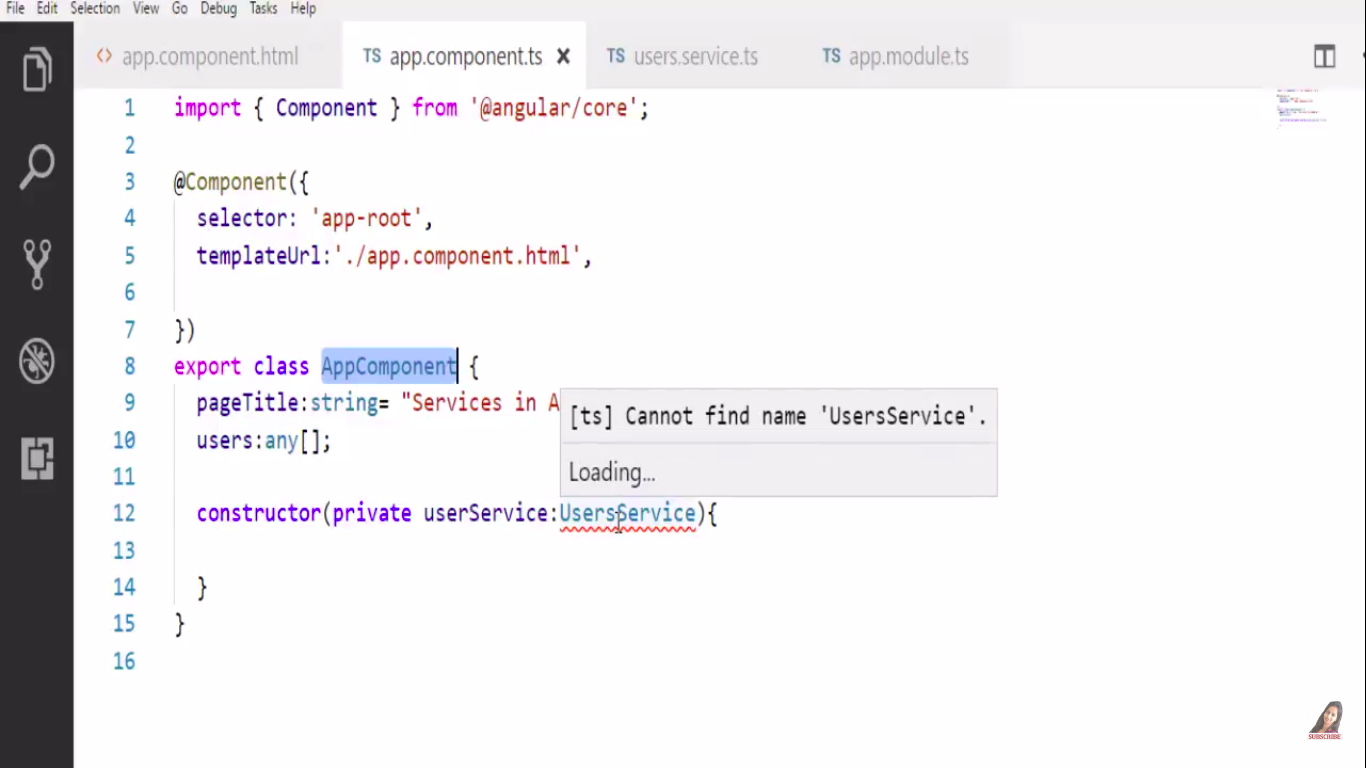 File Edit Selection View Go Debug Tasks Help
<> app.component.html TS app.component.ts × TS users.service.ts TS app.module.ts
1 import { Component } from '@angular/core';
2
3 @Component({
4 selector: 'app-root',
5 templateUrl:'./app.component.html',
6
7 })
8 export class AppComponent {
9 pageTitle:string= "Services in A
[ts] Cannot find name 'UsersService'.
10 users:any[];
Loading...
11
12 constructor(private userService:UsersService){
13
14 }
15 }
16
SUBSCRIBE